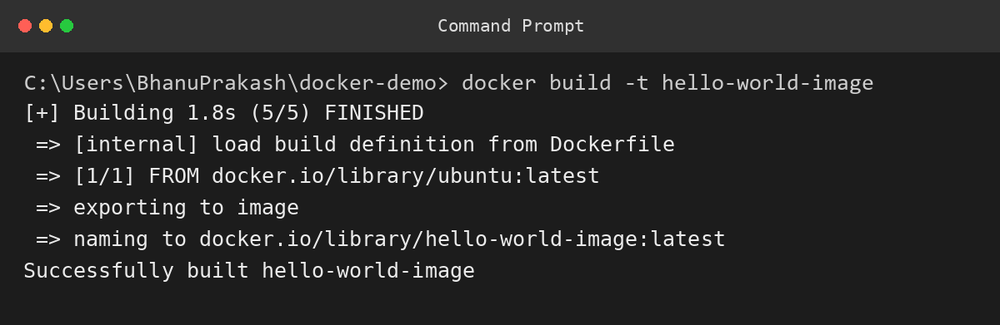 Command Prompt
C:\Users\BhanuPrakash\docker-demo> docker build -t hello-world-image
[+] Building 1.8s (5/5) FINISHED
 => [internal] load build definition from Dockerfile
 => [1/1] FROM docker.io/library/ubuntu:latest
 => exporting to image
 => naming to docker.io/library/hello-world-image:latest
Successfully built hello-world-image